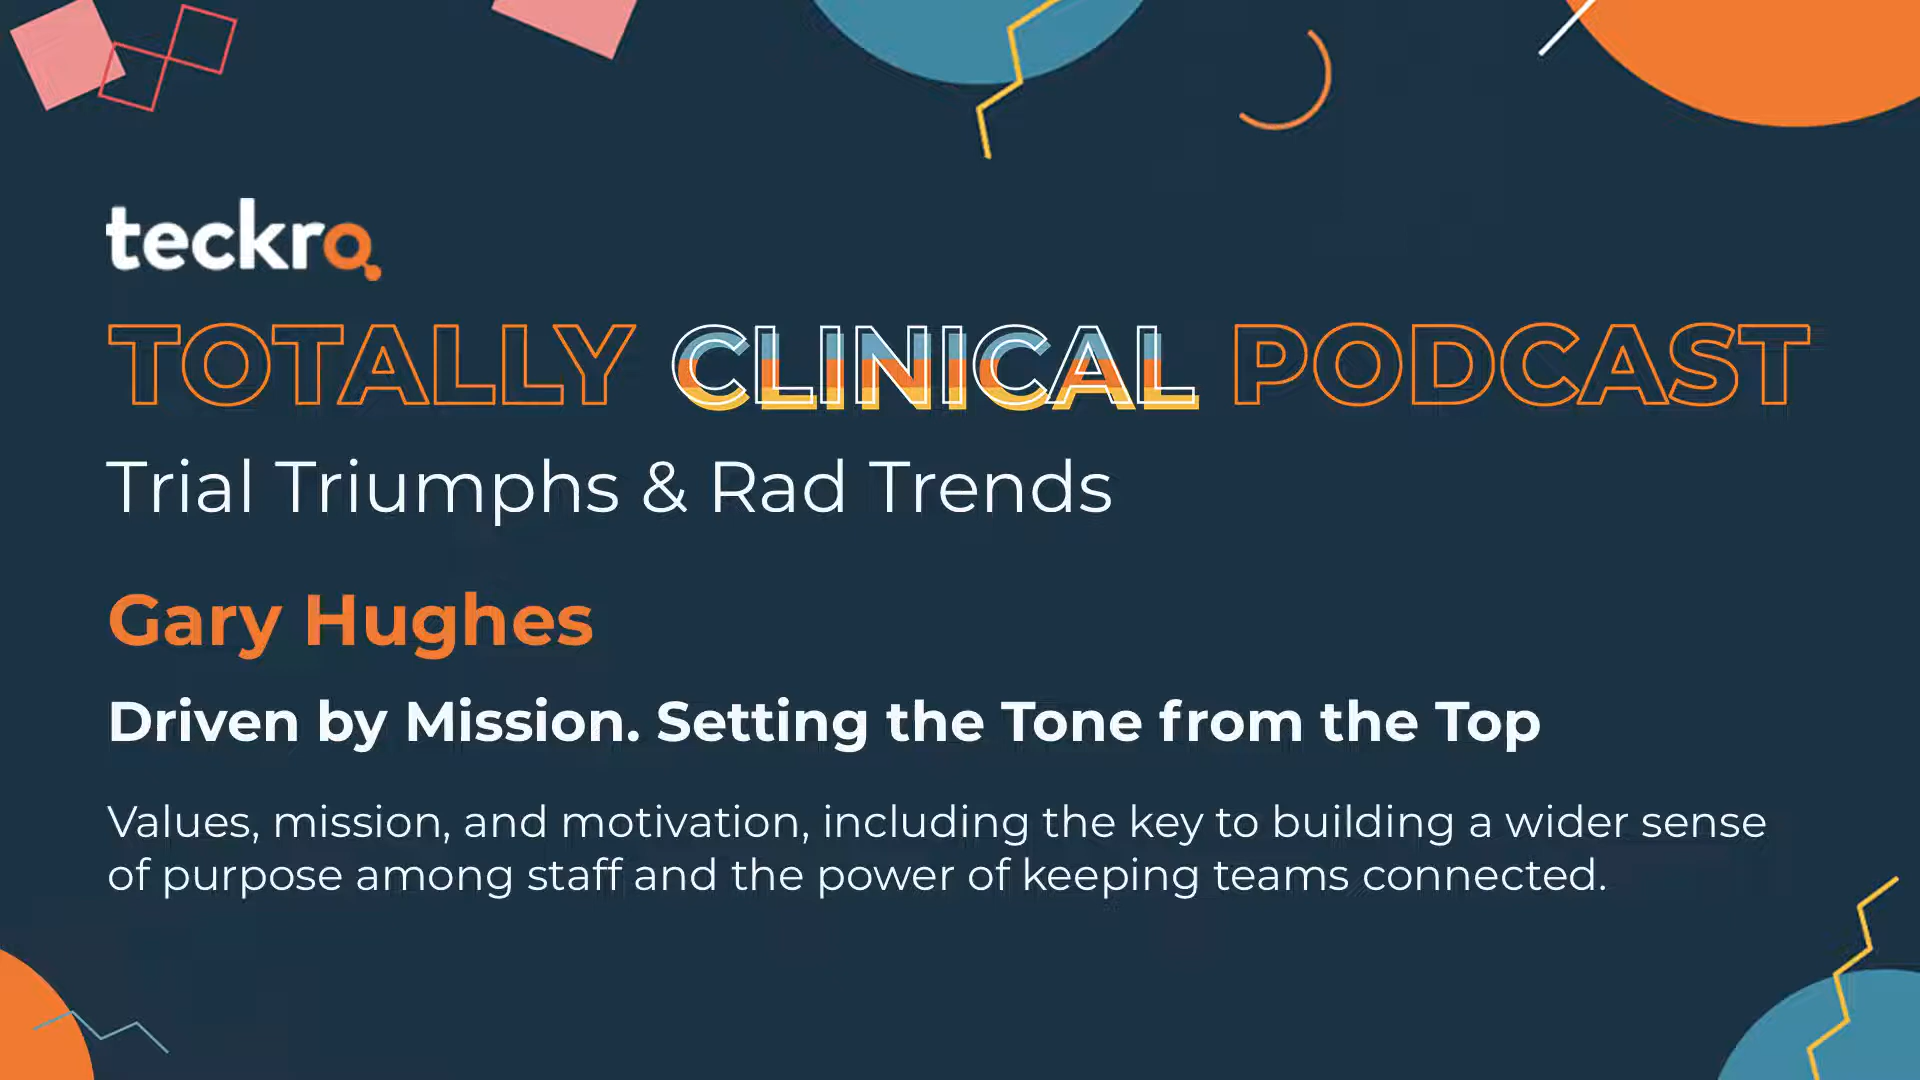 teckro
TOTALLY CLINICAL PODCAST
Trial Triumphs & Rad Trends
Gary Hughes
Driven by Mission. Setting the Tone from the Top
Values, mission, and motivation, including the key to building a wider sense
of purpose among staff and the power of keeping teams connected.